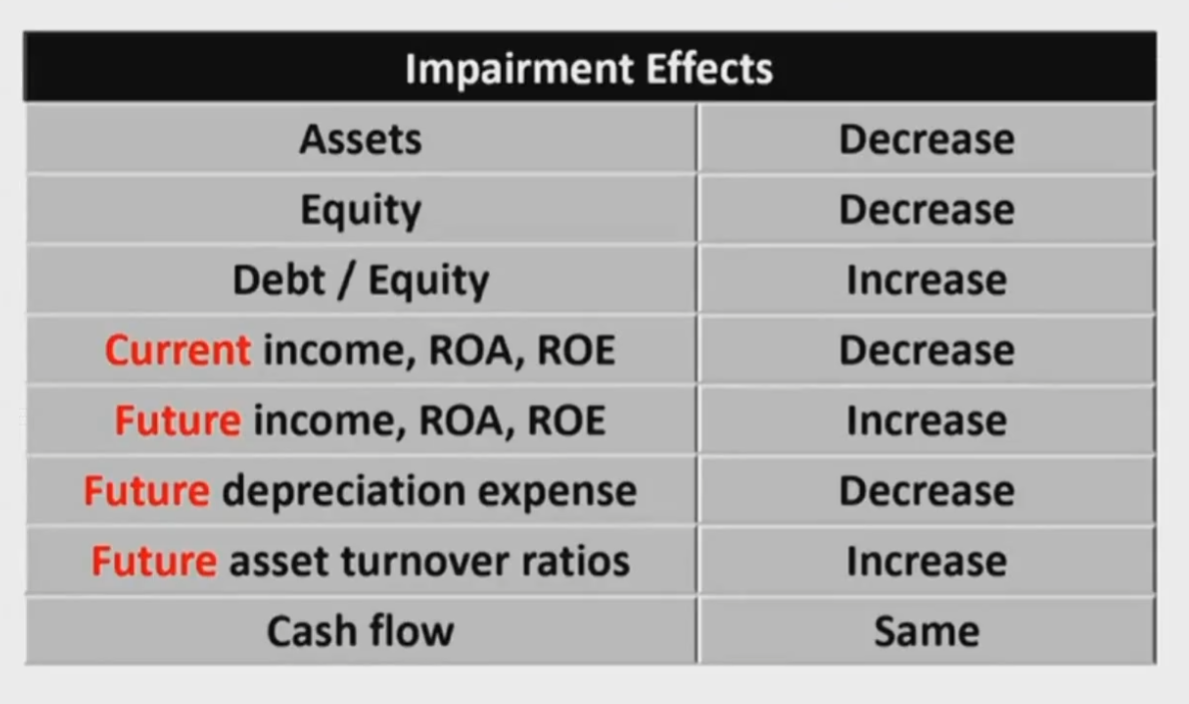 Impairment Effects
Assets Decrease
Equity Decrease
Debt / Equity Increase
Current income, ROA, ROE Decrease
Future income, ROA, ROE Increase
Future depreciation expense Decrease
Future asset turnover ratios Increase
Cash flow Same